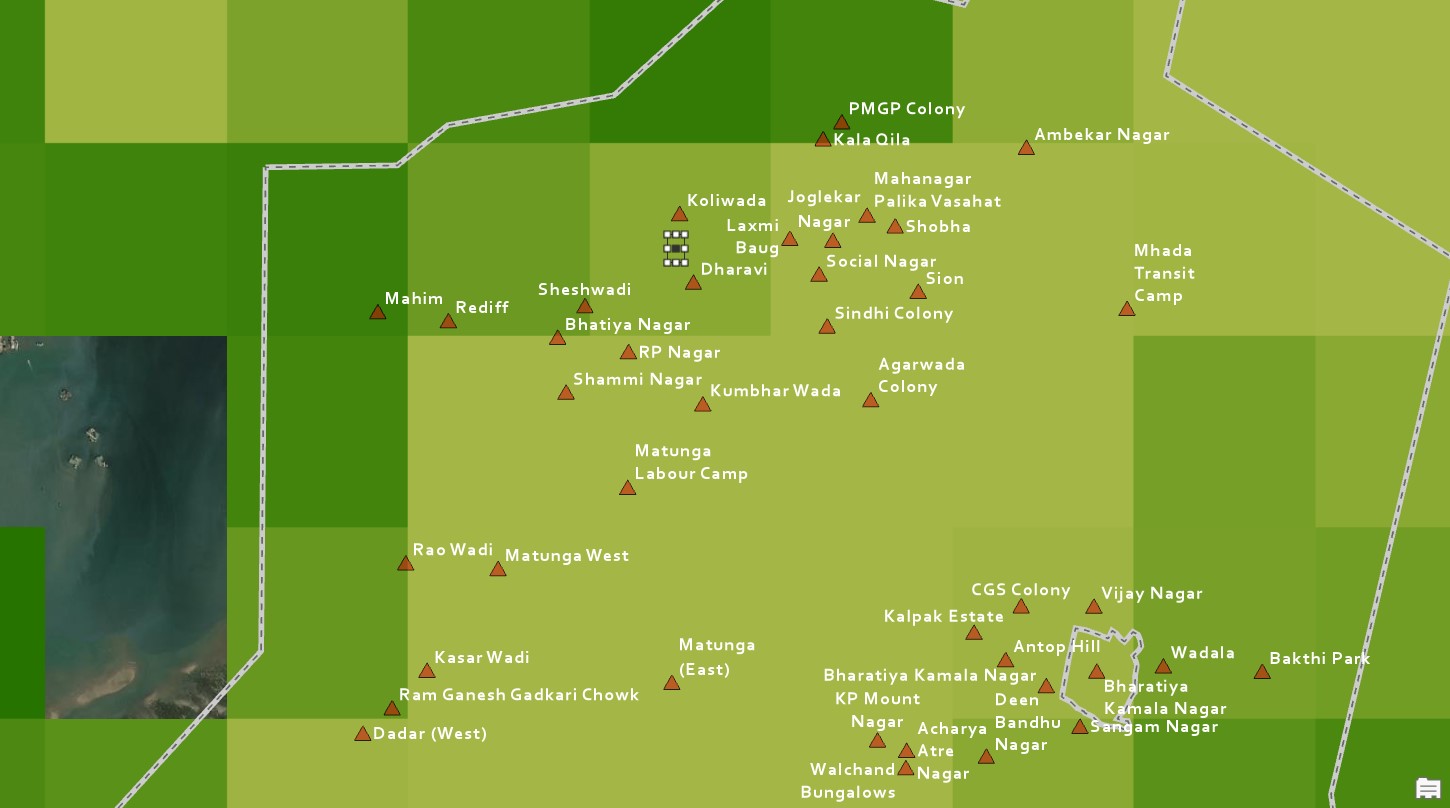 PMGP Colony
Kala Qila
Ambekar Nagar
Mahanagar
Palika Vasahat
Joglekar
Nagar
Koliwada
Laxmi
Baug
Shobha
Dharavi
Social Nagar
Sion
Mhada
Transit
Camp
Mahim
Rediff
Sheshwadi
Sindhi Colony
Bhatiya Nagar
RP Nagar
Agarwada
Colony
Shammi Nagar
Kumbhar Wada
Matunga
Labour Camp
Rao Wadi
Matunga West
CGS Colony
Vijay Nagar
Kalpak Estate
Matunga
(East)
Antop Hill
Wadala
Bakthi Park
Kasar Wadi
Bharatiya Kamala Nagar
Bharatiya
Kamala Nagar
Ram Ganesh Gadkari Chowk
KP Mount
Nagar
Deen
Bandhu
Nagar
Sangam Nagar
Dadar (West)
Acharya
Atre
Nagar
Walchand
Bungalows